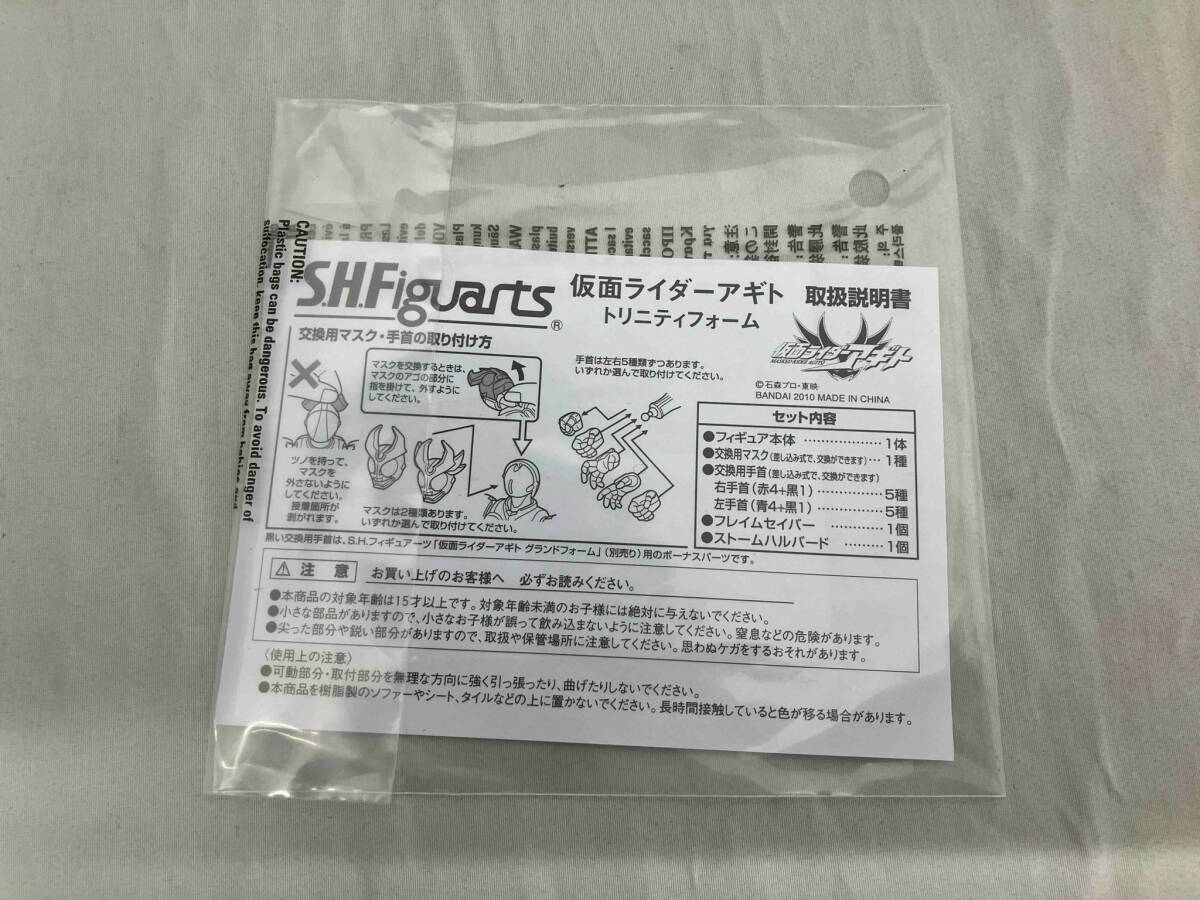 CAUTION:
Plastic bags can be dangerous. To avoid danger of
suffocation, keep this bag away from babies and
S.H.Figuarts ®
仮面ライダーアギト
トリニティフォーム
取扱説明書
仮面ライダーアギト
©石森プロ・東映
BANDAI 2010 MADE IN CHINA
交換用マスク・手首の取り付け方
マスクを交換するときは、
マスクのアゴの部分に
指を掛けて、外すように
してください。
手首は左右5種類ずつあります。
いずれか選んで取り付けてください。
ツノを持って、
マスクを
外さないように
してください。
接着箇所が
剥がれます。
マスクは2種類あります。
いずれか選んで取り付けてください。
セット内容
●フィギュア本体 ………………… 1体
●交換用マスク(差し込み式で、交換ができます)… 1種
●交換用手首(差し込み式で、交換ができます)
右手首(赤4+黒1) ……………… 5種
左手首(青4+黒1) ……………… 5種
●フレイムセイバー ……………… 1個
●ストームハルバード ………… 1個
黒い交換用手首は、S.H.フィギュアーツ「仮面ライダーアギト グランドフォーム」(別売り)用のボーナスパーツです。
⚠ 注 意 お買い上げのお客様へ 必ずお読みください。
●本商品の対象年齢は15才以上です。対象年齢未満のお子様には絶対に与えないでください。
●小さな部品がありますので、小さなお子様が誤って飲み込まないように注意してください。窒息などの危険があります。
●尖った部分や鋭い部分がありますので、取扱や保管場所に注意してください。思わぬケガをするおそれがあります。
〈使用上の注意〉
●可動部分・取付部分を無理な方向に強く引っ張ったり、曲げたりしないでください。
●本商品を樹脂製のソファーやシート、タイルなどの上に置かないでください。長時間接触していると色が移る場合があります。